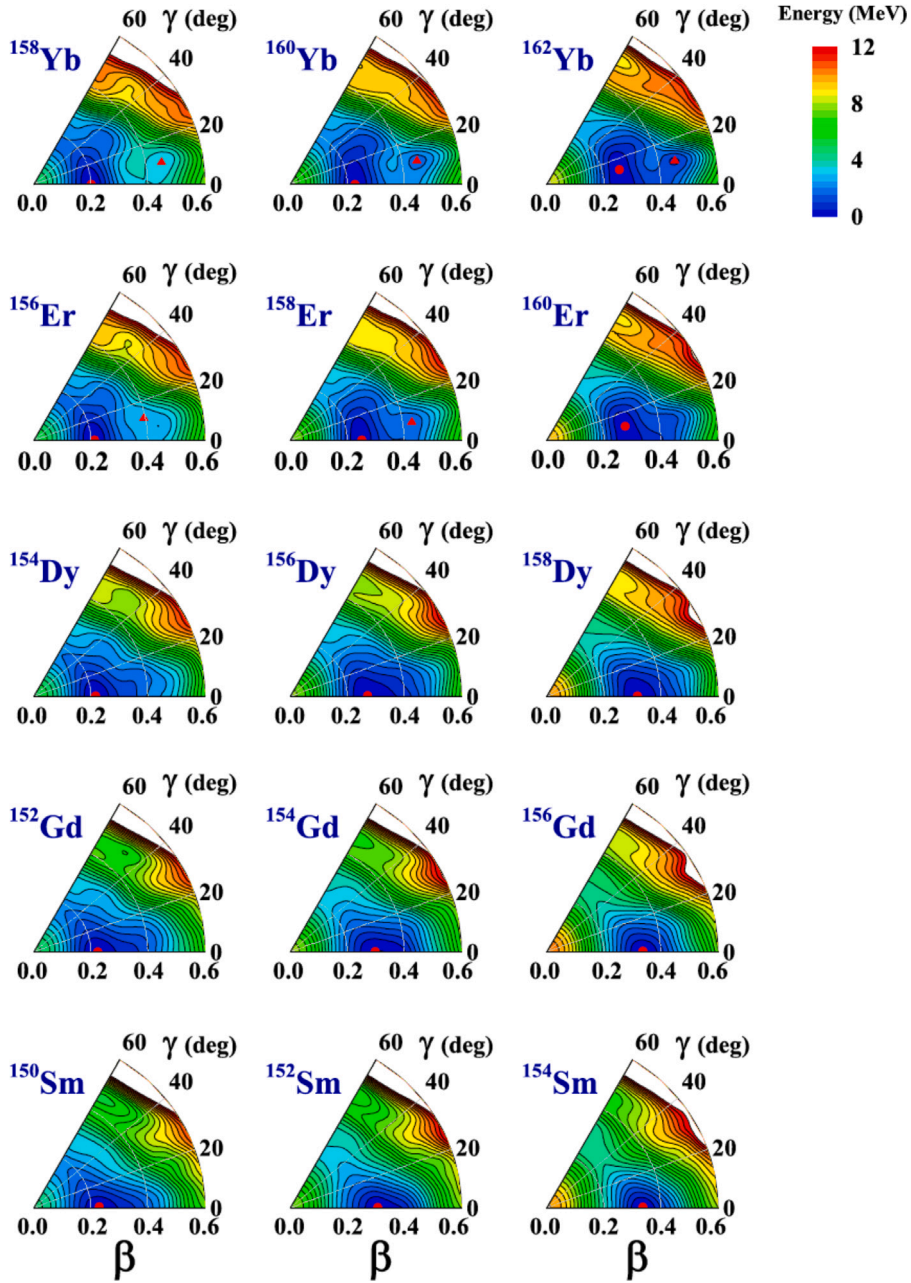 Energy (MeV)
60 γ (deg) 60 γ (deg) 60 γ (deg) 12
¹⁵⁸Yb 40 ¹⁶⁰Yb 40 ¹⁶²Yb 40
8
20 20 20 4
0 0 0 0
0.0 0.2 0.4 0.6 0.0 0.2 0.4 0.6 0.0 0.2 0.4 0.6
60 γ (deg) 60 γ (deg) 60 γ (deg)
¹⁵⁶Er 40 ¹⁵⁸Er 40 ¹⁶⁰Er 40
20 20 20
0 0 0
0.0 0.2 0.4 0.6 0.0 0.2 0.4 0.6 0.0 0.2 0.4 0.6
60 γ (deg) 60 γ (deg) 60 γ (deg)
¹⁵⁴Dy 40 ¹⁵⁶Dy 40 ¹⁵⁸Dy 40
20 20 20
0 0 0
0.0 0.2 0.4 0.6 0.0 0.2 0.4 0.6 0.0 0.2 0.4 0.6
60 γ (deg) 60 γ (deg) 60 γ (deg)
¹⁵²Gd 40 ¹⁵⁴Gd 40 ¹⁵⁶Gd 40
20 20 20
0 0 0
0.0 0.2 0.4 0.6 0.0 0.2 0.4 0.6 0.0 0.2 0.4 0.6
60 γ (deg) 60 γ (deg) 60 γ (deg)
¹⁵⁰Sm 40 ¹⁵²Sm 40 ¹⁵⁴Sm 40
20 20 20
0 0 0
0.0 0.2 0.4 0.6 0.0 0.2 0.4 0.6 0.0 0.2 0.4 0.6
β β β